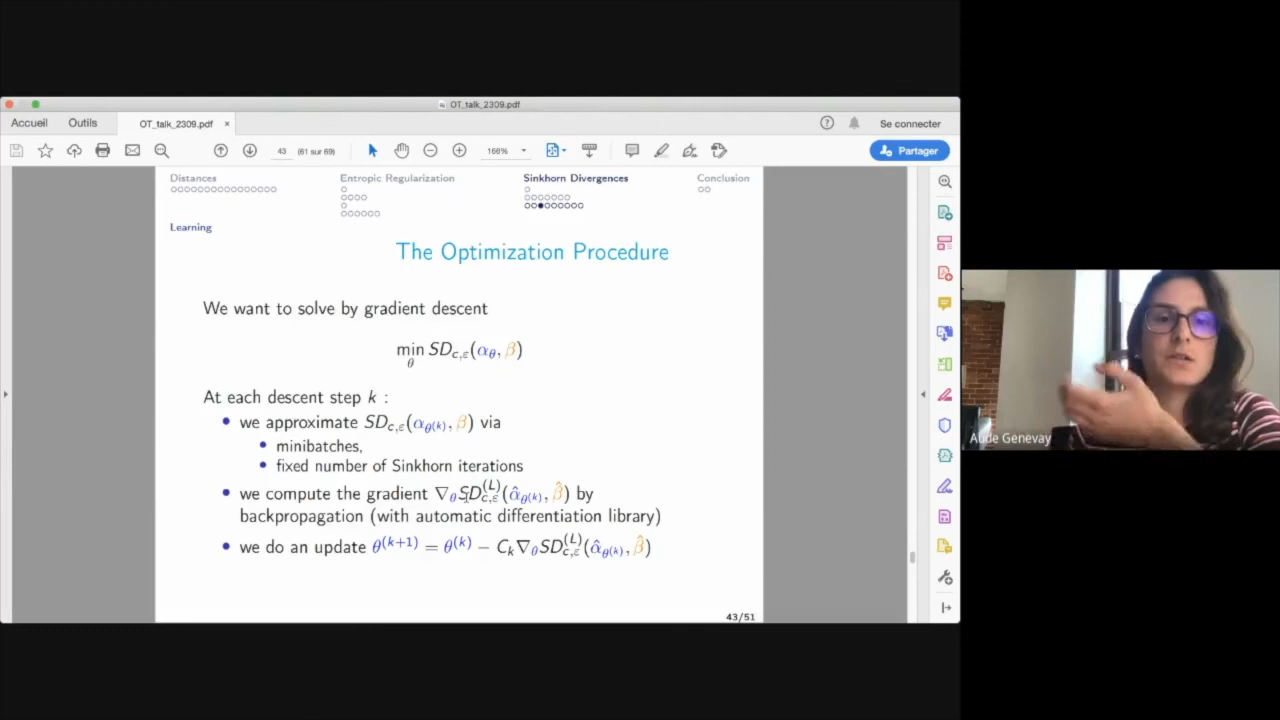 OT_talk_2309.pdf
Accueil Outils OT_talk_2309.pdf × Se connecter
43 (61 sur 69) 166% Partager
Distances Entropic Regularization Sinkhorn Divergences Conclusion
Learning
The Optimization Procedure
We want to solve by gradient descent
min_θ SD_{c,ε}(α_θ, β)
At each descent step k :
• we approximate SD_{c,ε}(α_{θ^{(k)}}, β) via
• minibatches,
• fixed number of Sinkhorn iterations
• we compute the gradient ∇_θ SD^{(L)}_{c,ε}(α̂_{θ^{(k)}}, β̂) by
backpropagation (with automatic differentiation library)
• we do an update θ^{(k+1)} = θ^{(k)} − C_k ∇_θ SD^{(L)}_{c,ε}(α̂_{θ^{(k)}}, β̂)
43/51
Aude Genevay